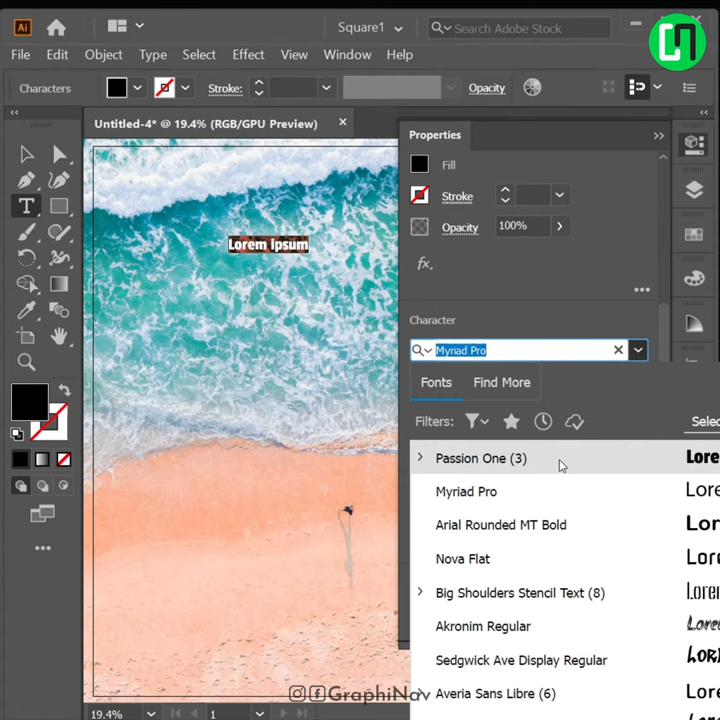 Ai
Square1
Search Adobe Stock
File Edit Object Type Select Effect View Window Help
Characters Stroke: Opacity
Untitled-4* @ 19.4% (RGB/GPU Preview)
Properties
Fill
Stroke
Opacity 100%
fx.
Lorem Ipsum
Character
Myriad Pro
Fonts Find More
Filters:
Passion One (3)
Myriad Pro
Arial Rounded MT Bold
Nova Flat
Big Shoulders Stencil Text (8)
Akronim Regular
Sedgwick Ave Display Regular
Averia Sans Libre (6)
GraphiNav
19.4% 1